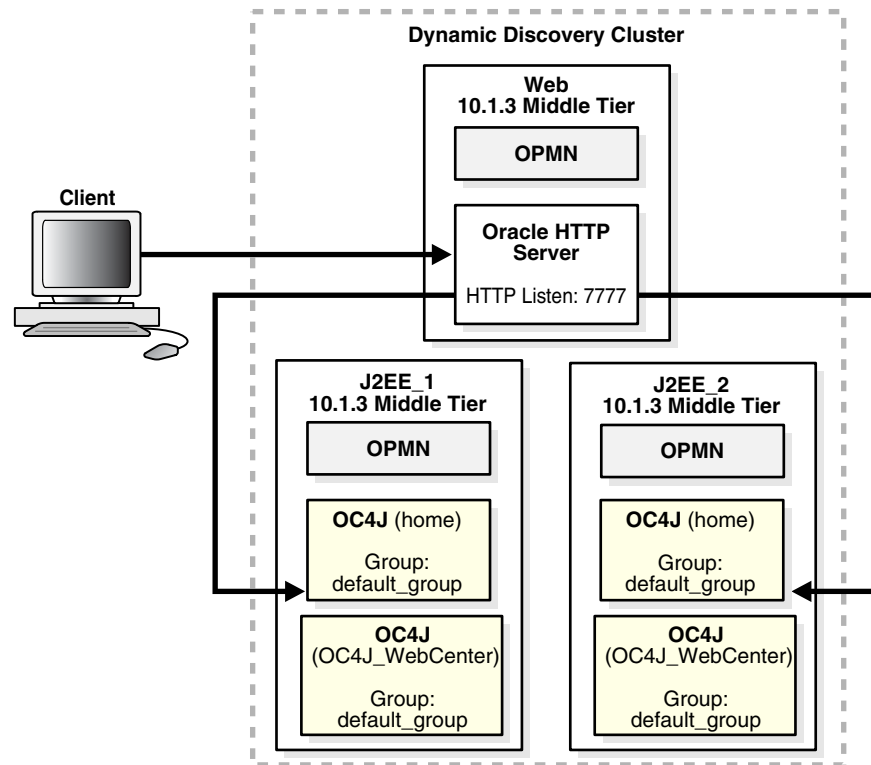 Dynamic Discovery Cluster
Web
10.1.3 Middle Tier
OPMN
Client
Oracle HTTP
Server
HTTP Listen: 7777
J2EE_1
10.1.3 Middle Tier
OPMN
OC4J (home)
Group:
default_group
OC4J
(OC4J_WebCenter)
Group:
default_group
J2EE_2
10.1.3 Middle Tier
OPMN
OC4J (home)
Group:
default_group
OC4J
(OC4J_WebCenter)
Group:
default_group